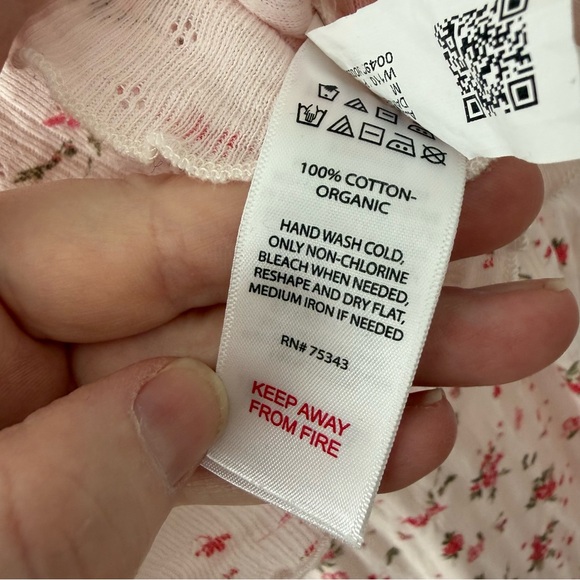 100% COTTON-
ORGANIC
HAND WASH COLD,
ONLY NON-CHLORINE
BLEACH WHEN NEEDED,
RESHAPE AND DRY FLAT,
MEDIUM IRON IF NEEDED
RN# 75343
KEEP AWAY
FROM FIRE
W110
M